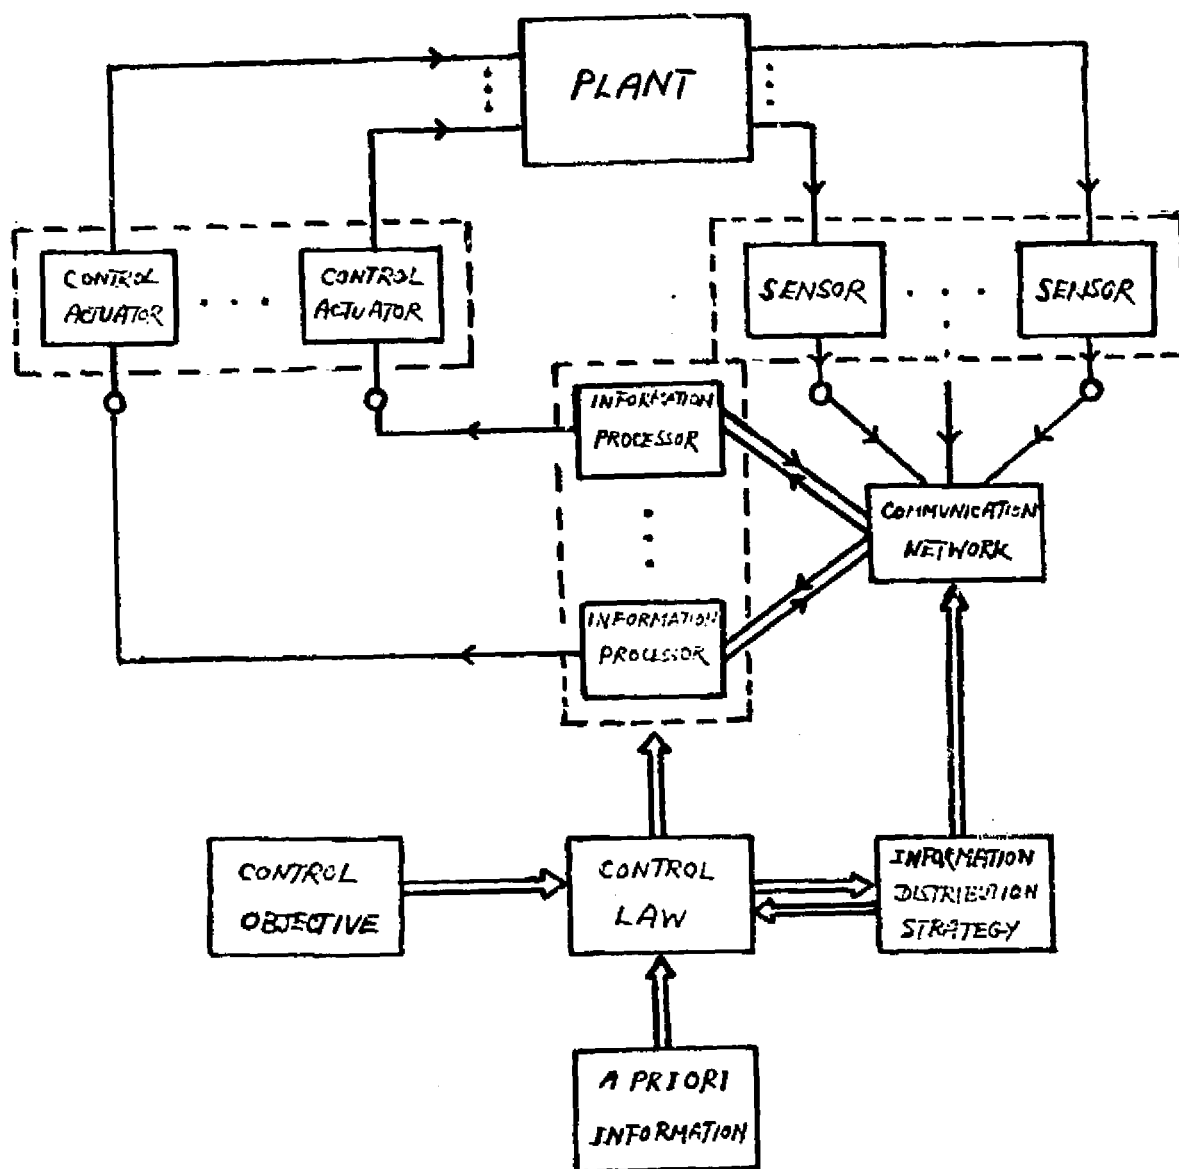 PLANT
CONTROL
ACTUATOR
CONTROL
ACTUATOR
SENSOR
SENSOR
INFORMATION
PROCESSOR
COMMUNICATION
NETWORK
INFORMATION
PROCESSOR
CONTROL
OBJECTIVE
CONTROL
LAW
INFORMATION
DISTRIBUTION
STRATEGY
A PRIORI
INFORMATION